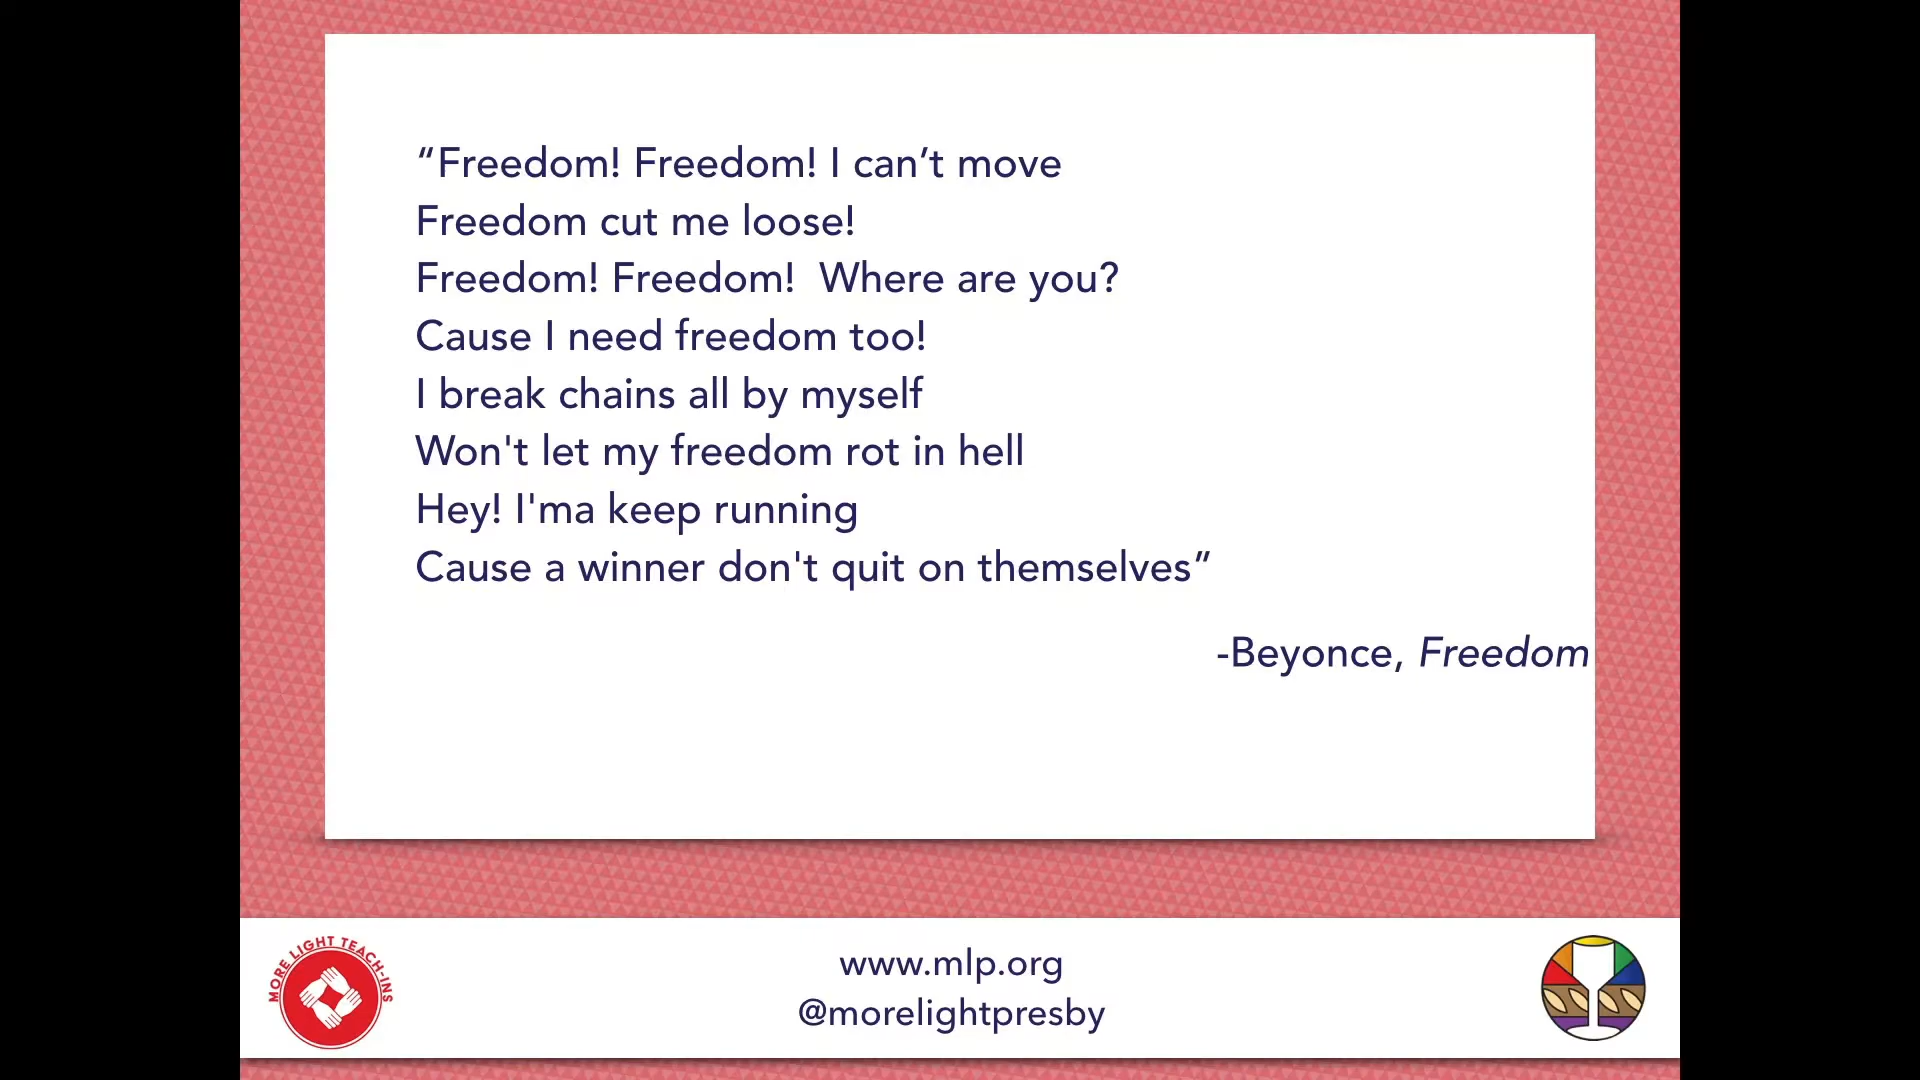 “Freedom! Freedom! I can’t move
Freedom cut me loose!
Freedom! Freedom!  Where are you?
Cause I need freedom too!
I break chains all by myself
Won't let my freedom rot in hell
Hey! I'ma keep running
Cause a winner don't quit on themselves”
-Beyonce, Freedom
MORE LIGHT TEACH-INS
www.mlp.org
@morelightpresby